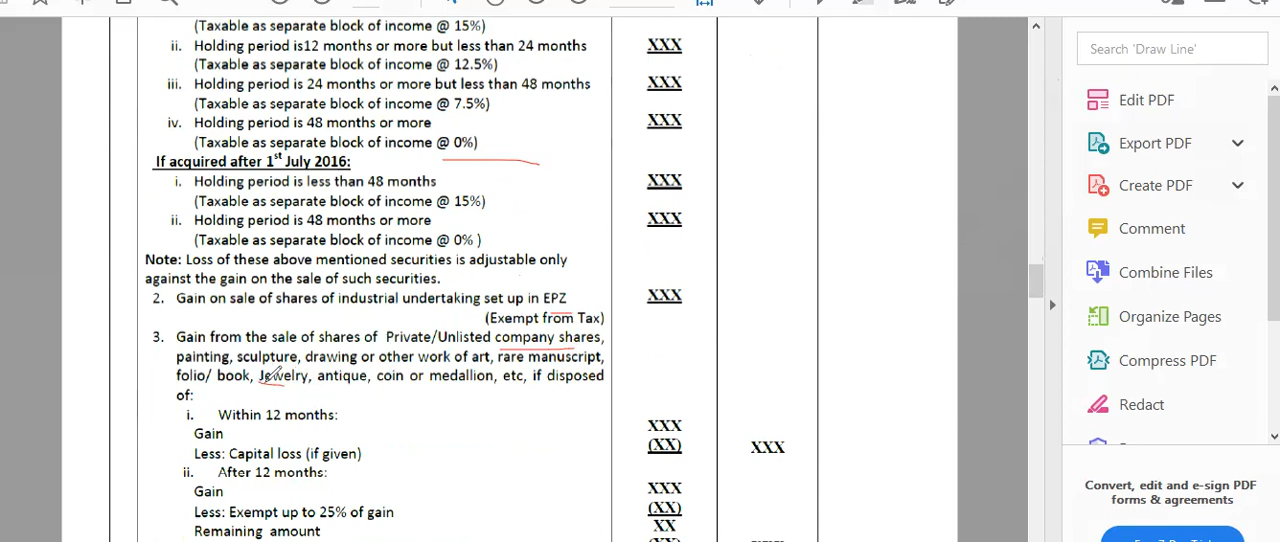 (Taxable as separate block of income @ 15%)
ii. Holding period is12 months or more but less than 24 months XXX
(Taxable as separate block of income @ 12.5%)
iii. Holding period is 24 months or more but less than 48 months XXX
(Taxable as separate block of income @ 7.5%)
iv. Holding period is 48 months or more XXX
(Taxable as separate block of income @ 0%)
If acquired after 1st July 2016:
i. Holding period is less than 48 months XXX
(Taxable as separate block of income @ 15%)
ii. Holding period is 48 months or more XXX
(Taxable as separate block of income @ 0% )
Note: Loss of these above mentioned securities is adjustable only
against the gain on the sale of such securities.
2. Gain on sale of shares of industrial undertaking set up in EPZ XXX
(Exempt from Tax)
3. Gain from the sale of shares of Private/Unlisted company shares,
painting, sculpture, drawing or other work of art, rare manuscript,
folio/ book, Jewelry, antique, coin or medallion, etc, if disposed
of:
i. Within 12 months:
Gain XXX
Less: Capital loss (if given) (XX) XXX
ii. After 12 months:
Gain XXX
Less: Exempt up to 25% of gain (XX)
Remaining amount XX
Search 'Draw Line'
Edit PDF
Export PDF
Create PDF
Comment
Combine Files
Organize Pages
Compress PDF
Redact
Convert, edit and e-sign PDF
forms & agreements